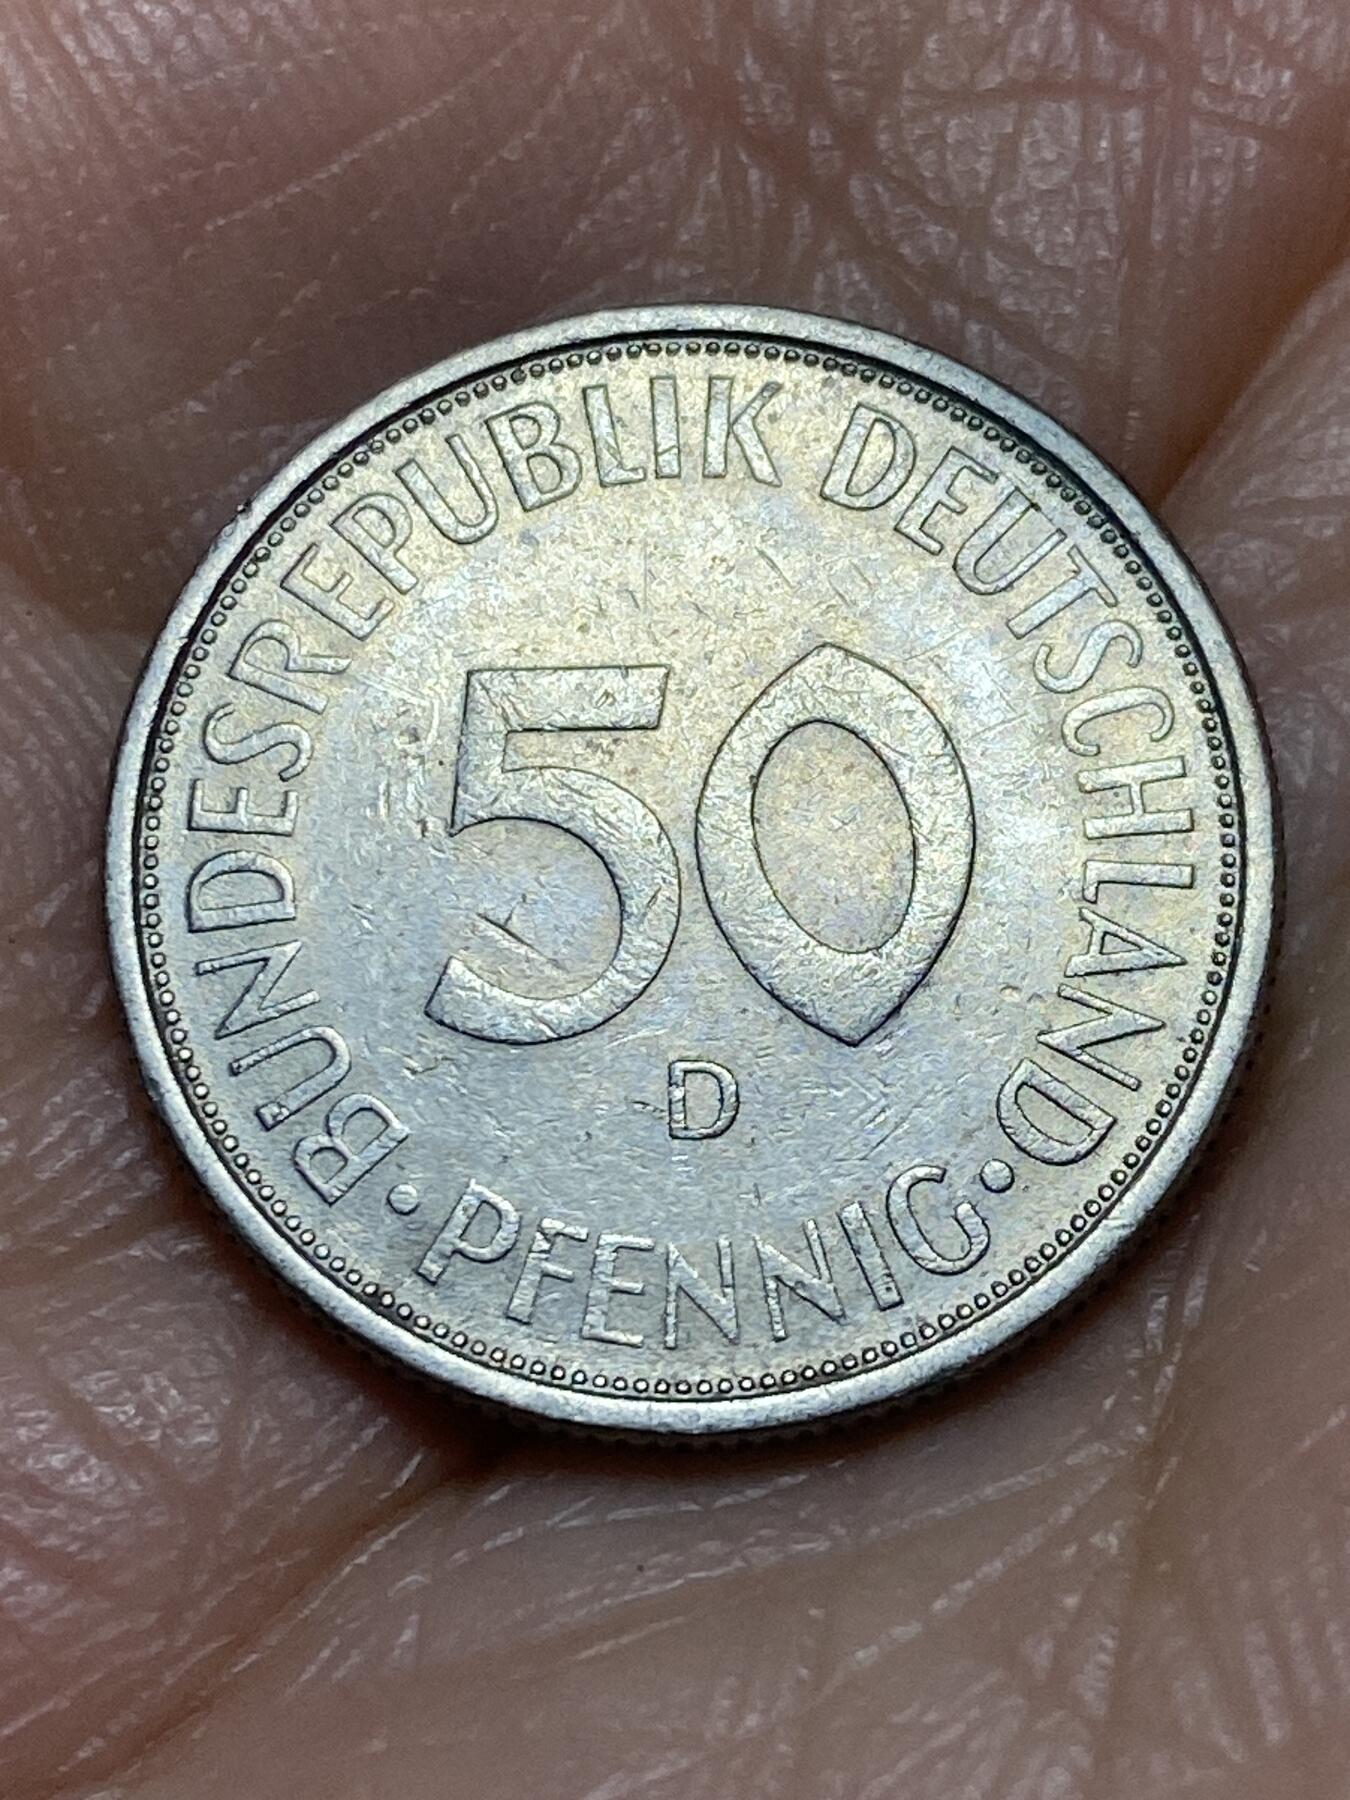 BUNDESREPUBLIK DEUTSCHLAND
50
D
· PFENNIG ·